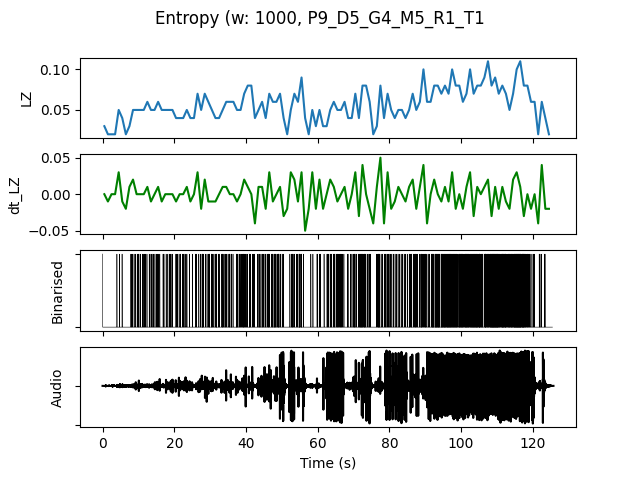 Entropy (w: 1000, P9_D5_G4_M5_R1_T1
LZ
0.10
0.05
dt_LZ
0.05
0.00
−0.05
Binarised
Audio
0 20 40 60 80 100 120
Time (s)